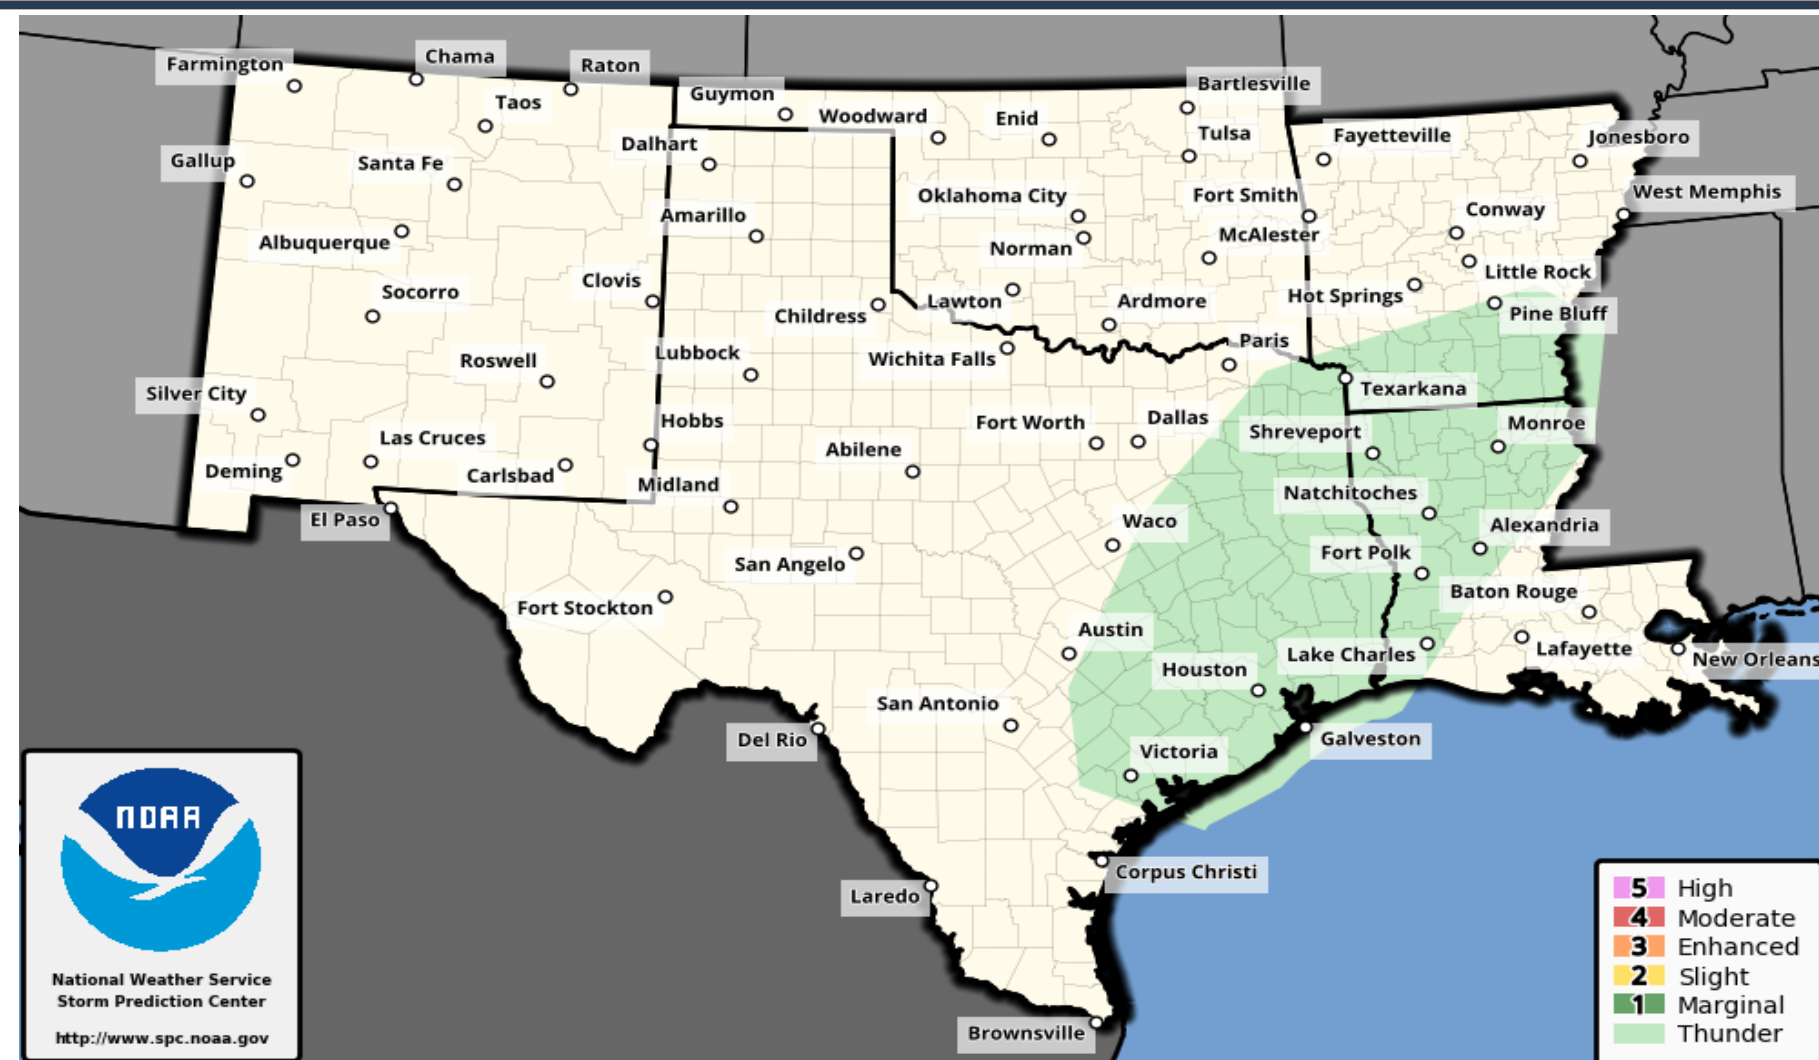 Farmington
Chama
Raton
Taos
Guymon
Woodward
Enid
Bartlesville
Tulsa
Fayetteville
Jonesboro
Gallup
Santa Fe
Dalhart
Oklahoma City
Fort Smith
Conway
West Memphis
Albuquerque
Amarillo
Norman
McAlester
Little Rock
Socorro
Clovis
Childress
Lawton
Ardmore
Hot Springs
Pine Bluff
Roswell
Lubbock
Wichita Falls
Paris
Texarkana
Silver City
Las Cruces
Hobbs
Abilene
Fort Worth
Dallas
Shreveport
Monroe
Deming
Carlsbad
Midland
Natchitoches
El Paso
San Angelo
Waco
Alexandria
Fort Polk
Fort Stockton
Baton Rouge
Austin
Houston
Lake Charles
Lafayette
New Orleans
San Antonio
Del Rio
Victoria
Galveston
Laredo
Corpus Christi
Brownsville
NOAA
National Weather Service
Storm Prediction Center
http://www.spc.noaa.gov
5 High
4 Moderate
3 Enhanced
2 Slight
1 Marginal
Thunder